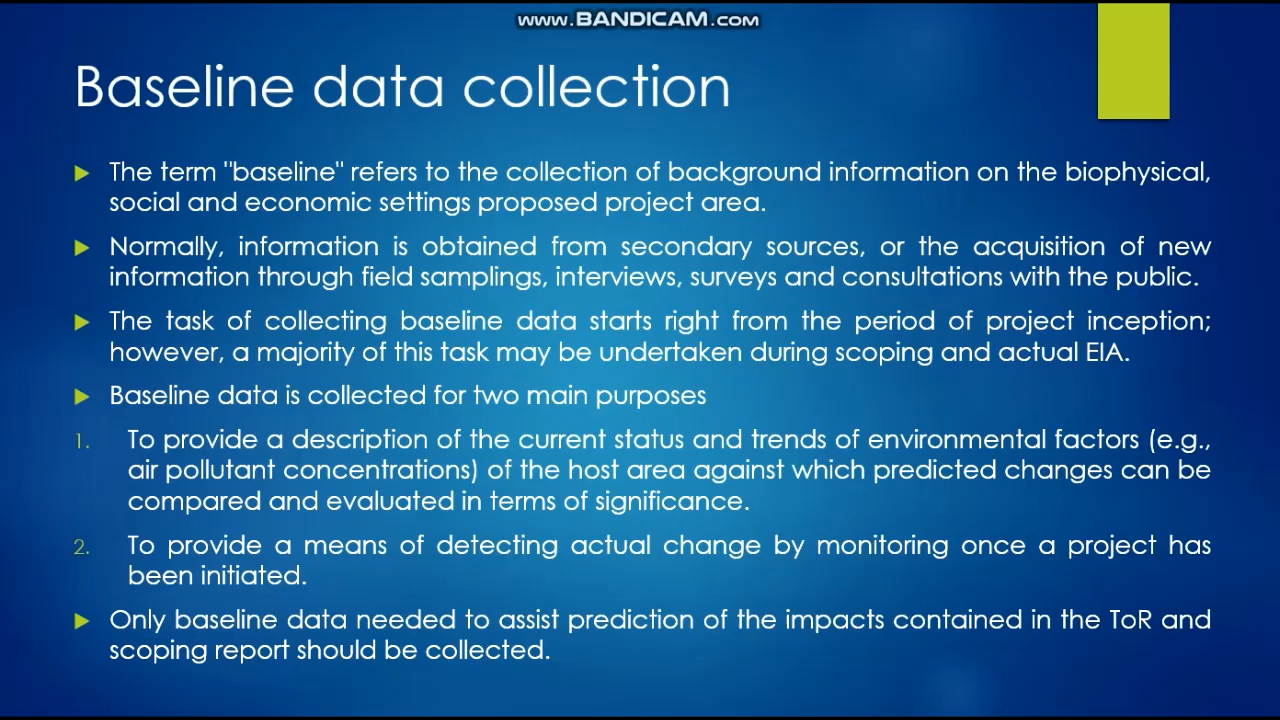 www.BANDICAM.com
Baseline data collection
The term "baseline" refers to the collection of background information on the biophysical,
social and economic settings proposed project area.
Normally, information is obtained from secondary sources, or the acquisition of new
information through field samplings, interviews, surveys and consultations with the public.
The task of collecting baseline data starts right from the period of project inception;
however, a majority of this task may be undertaken during scoping and actual EIA.
Baseline data is collected for two main purposes
1. To provide a description of the current status and trends of environmental factors (e.g.,
air pollutant concentrations) of the host area against which predicted changes can be
compared and evaluated in terms of significance.
2. To provide a means of detecting actual change by monitoring once a project has
been initiated.
Only baseline data needed to assist prediction of the impacts contained in the ToR and
scoping report should be collected.